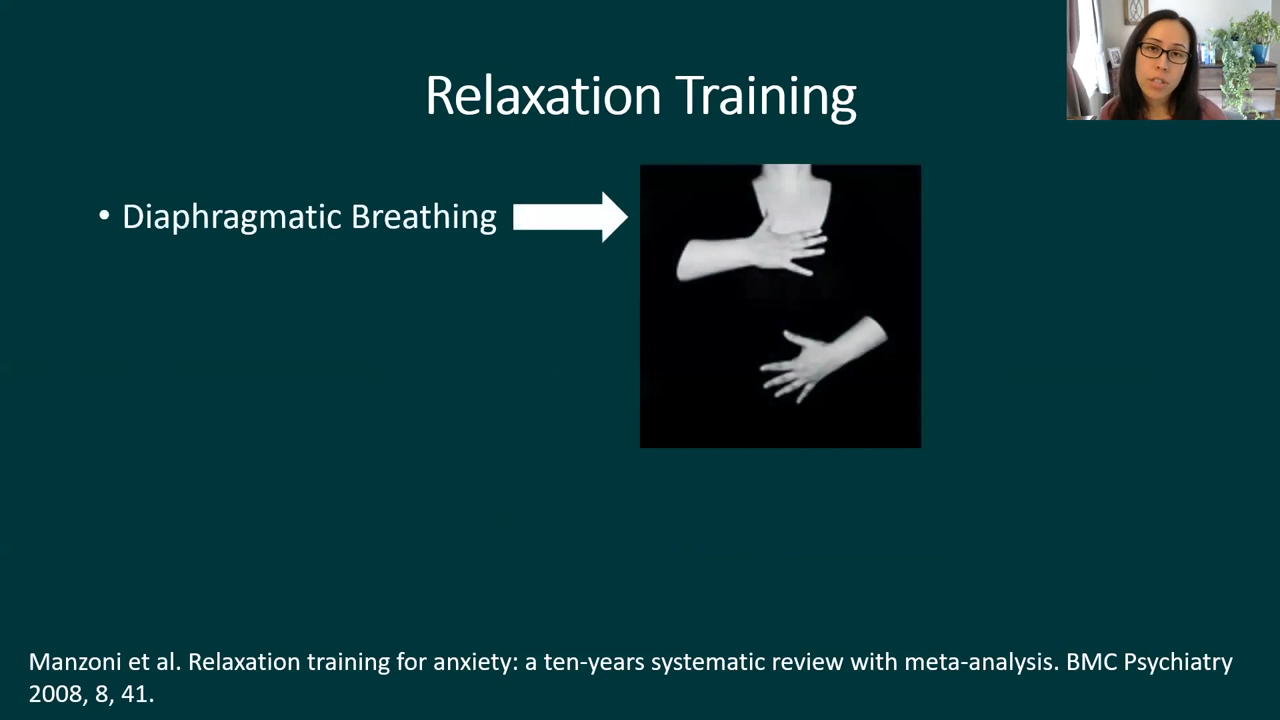 Relaxation Training
• Diaphragmatic Breathing
Manzoni et al. Relaxation training for anxiety: a ten-years systematic review with meta-analysis. BMC Psychiatry
2008, 8, 41.